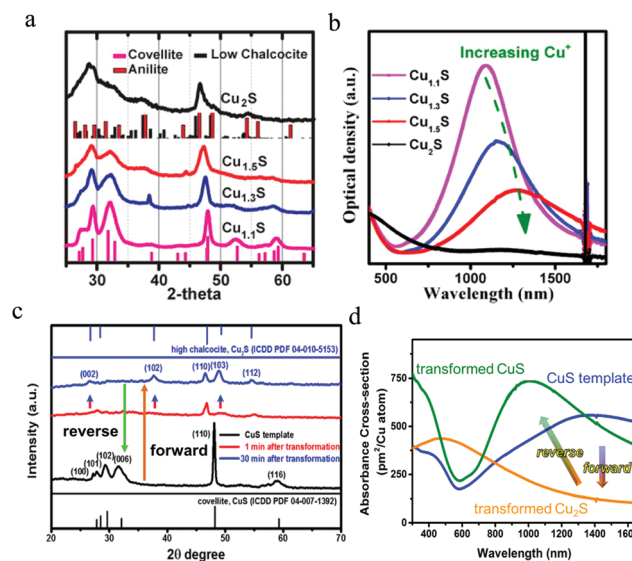 a
Covellite
Low Chalcocite
Anilite
Cu2S
Cu1.5S
Cu1.3S
Cu1.1S
30
40
50
60
2-theta
b
Increasing Cu+
Cu1.1S
Cu1.3S
Cu1.5S
Cu2S
Optical density (a.u.)
500
1000
1500
Wavelength (nm)
c
high chalcocite, Cu2S (ICDD PDF 04-010-5153)
(002)
(102)
(110)
(103)
(112)
reverse
forward
(110)
CuS template
1 min after transformation
30 min after transformation
(100)
(101)
(102)
(006)
(116)
covellite, CuS (ICDD PDF 04-007-1392)
Intensity (a.u.)
20
30
40
50
60
70
2θ degree
d
transformed CuS
CuS template
reverse
forward
transformed Cu2S
Absorbance Cross-section
(pm2/Cu atom)
0
250
500
750
400
600
800
1000
1200
1400
1600
Wavelength (nm)